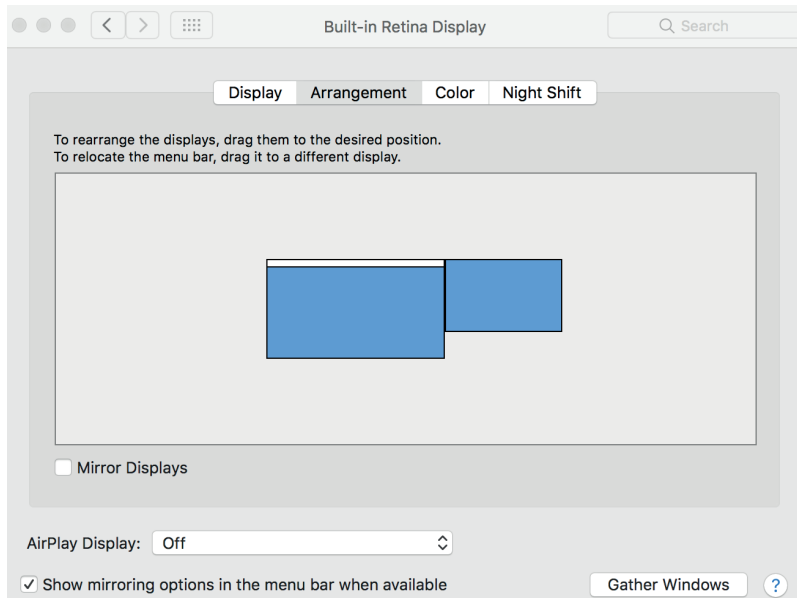 Built-in Retina Display
Search
Display Arrangement Color Night Shift
To rearrange the displays, drag them to the desired position.
To relocate the menu bar, drag it to a different display.
Mirror Displays
AirPlay Display: Off
Show mirroring options in the menu bar when available
Gather Windows ?